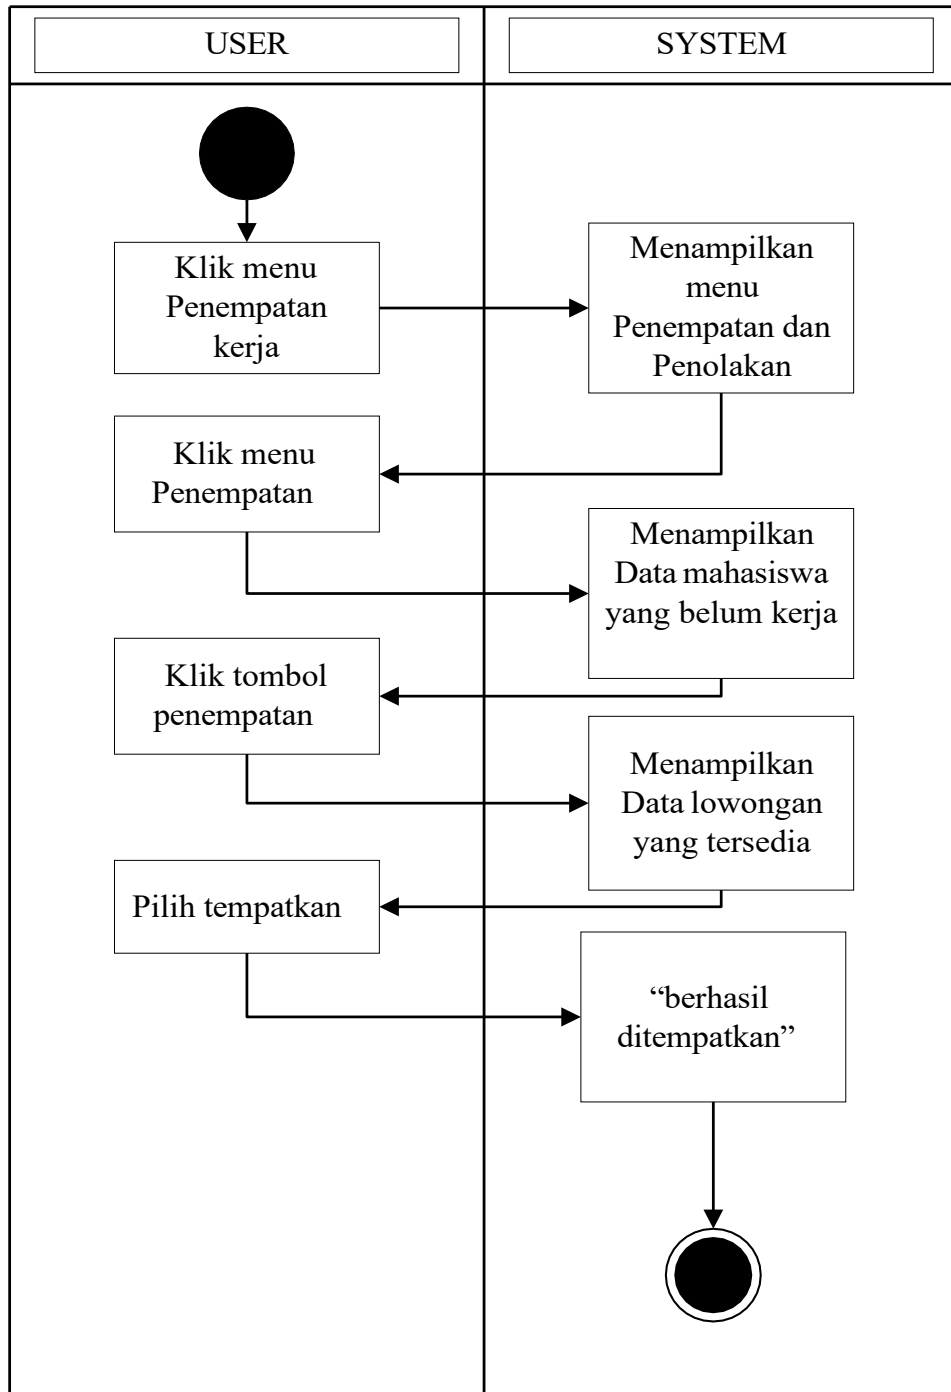 USER
SYSTEM
Klik menu
Penempatan
kerja
Menampilkan
menu
Penempatan dan
Penolakan
Klik menu
Penempatan
Menampilkan
Data mahasiswa
yang belum kerja
Klik tombol
penempatan
Menampilkan
Data lowongan
yang tersedia
Pilih tempatkan
“berhasil
ditempatkan”